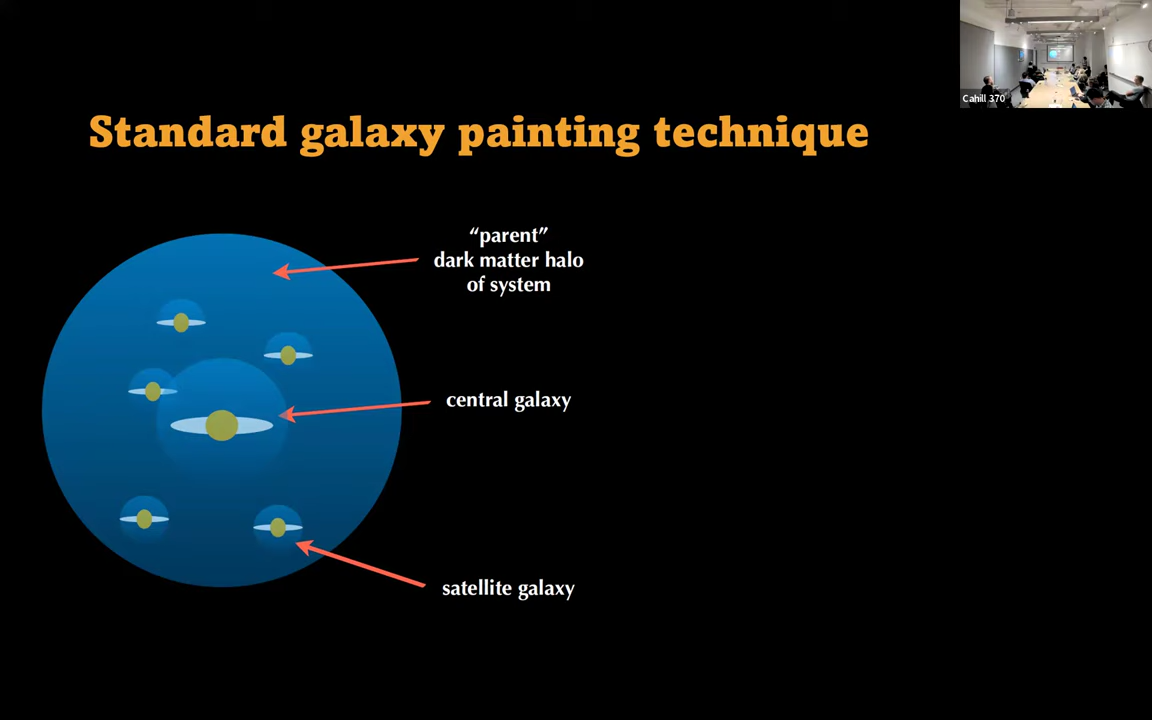 Cahill 370
Standard galaxy painting technique
“parent”
dark matter halo
of system
central galaxy
satellite galaxy